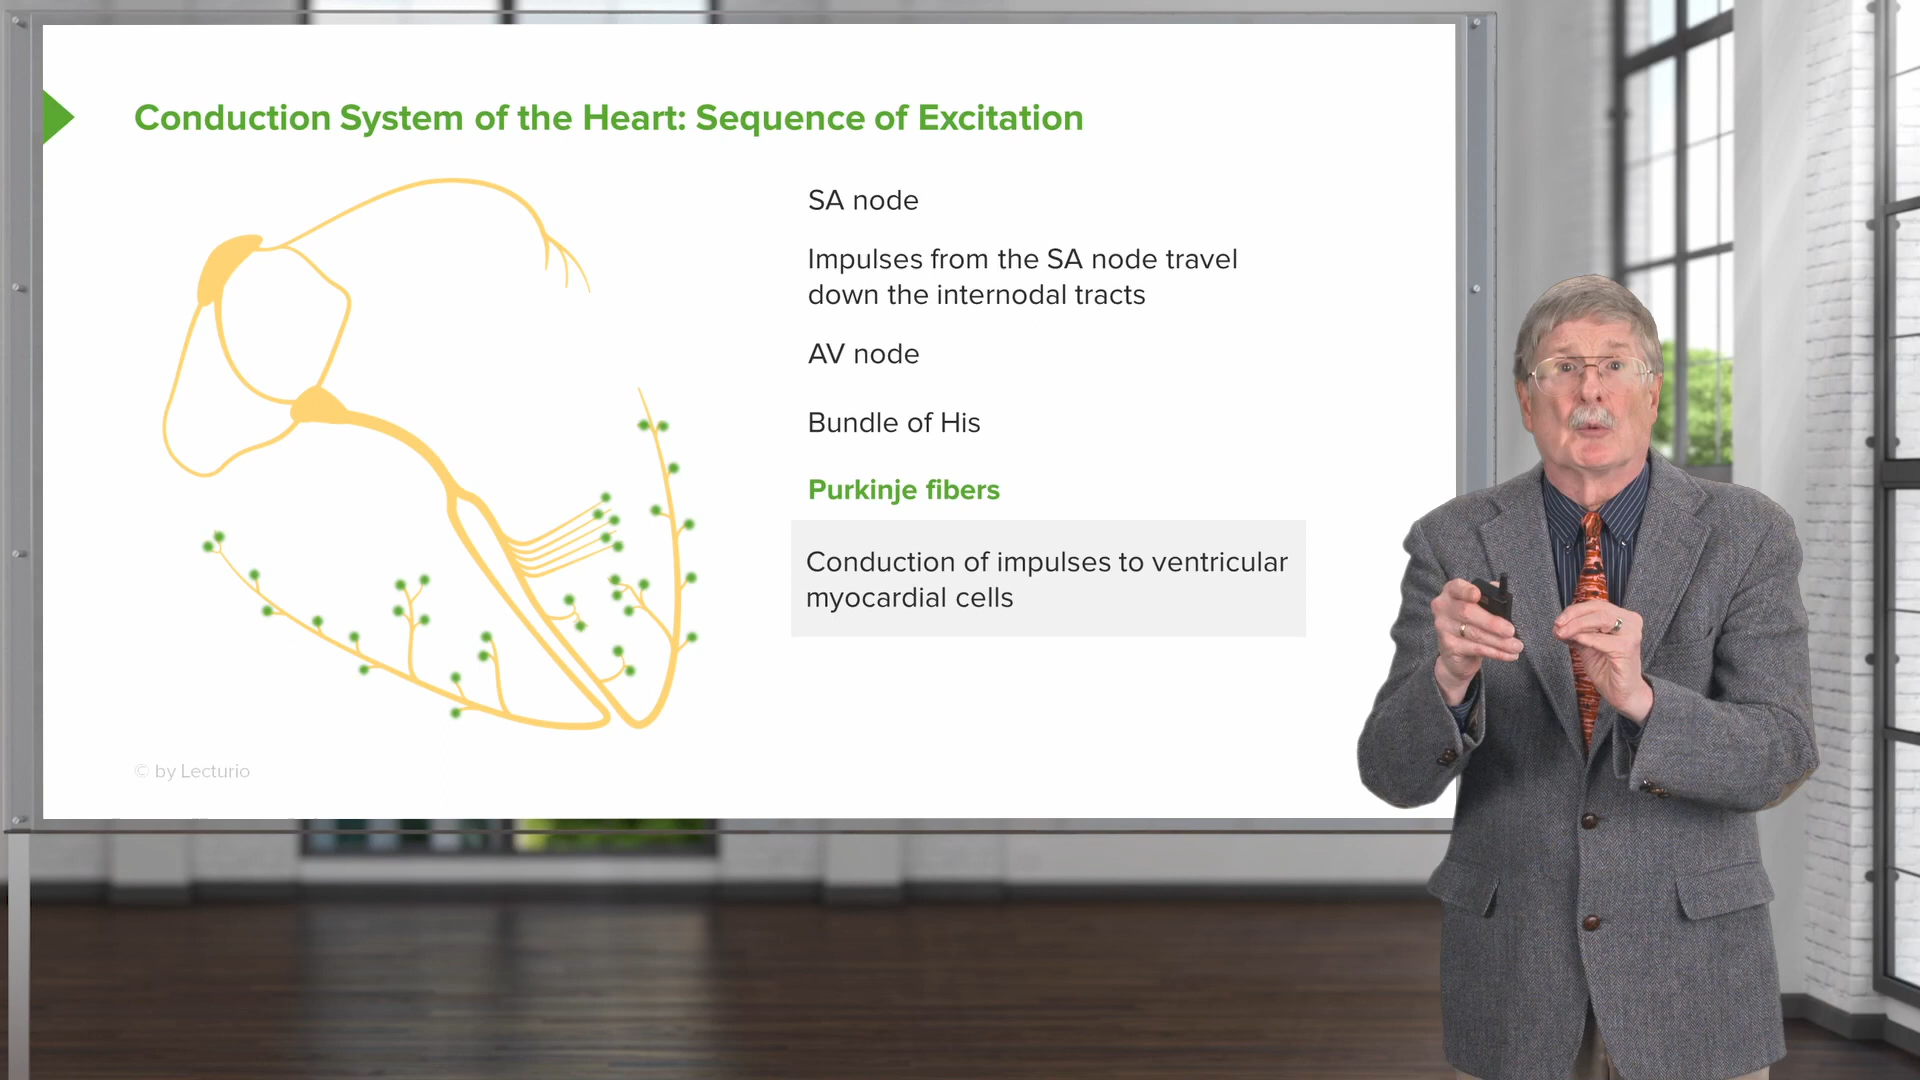 Conduction System of the Heart: Sequence of Excitation
SA node
Impulses from the SA node travel
down the internodal tracts
AV node
Bundle of His
Purkinje fibers
Conduction of impulses to ventricular
myocardial cells
© by Lecturio